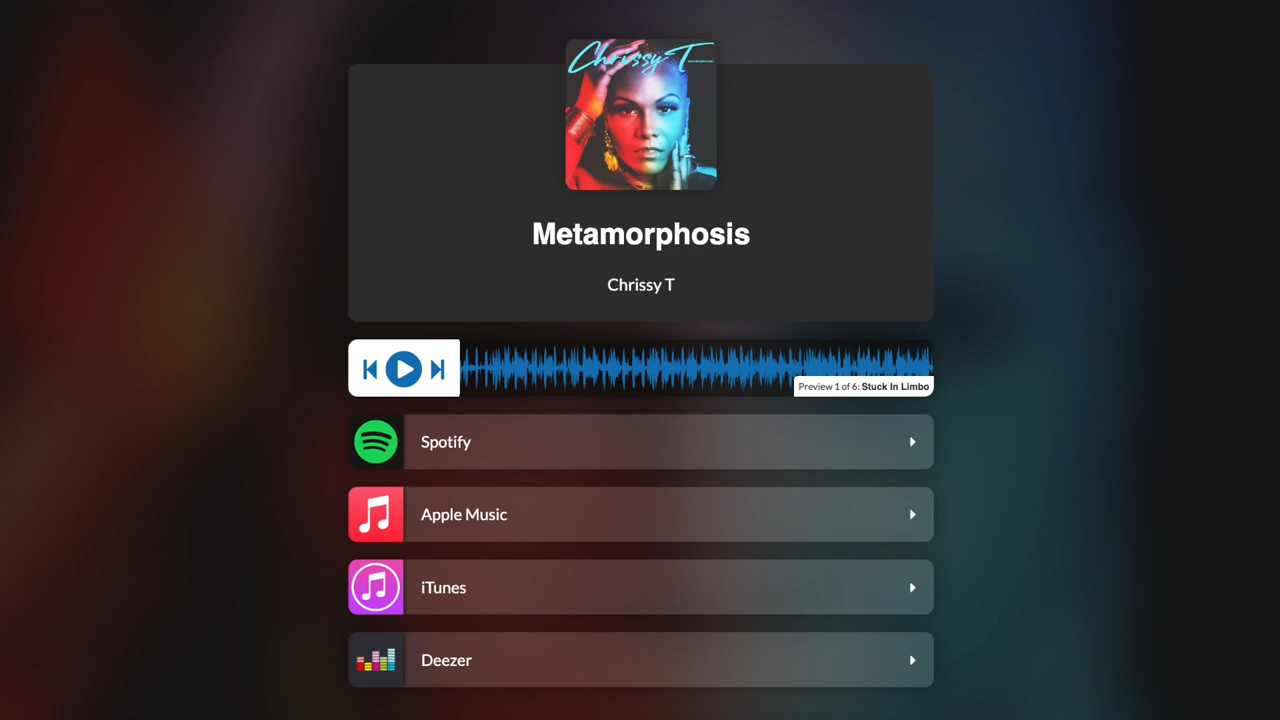 Chrissy T
Metamorphosis
Chrissy T
Preview 1 of 6: Stuck In Limbo
Spotify
Apple Music
iTunes
Deezer